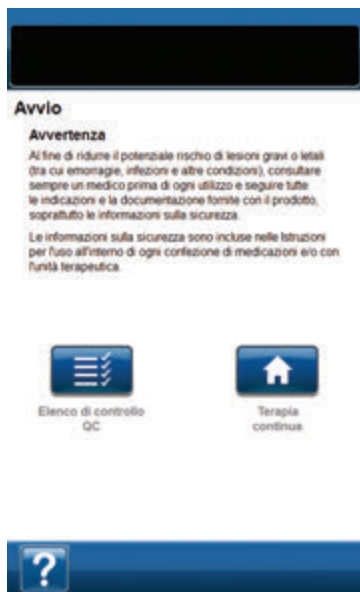 Avvio
Avvertenza
Al fine di ridurre il potenziale rischio di lesioni gravi o letali
(tra cui emorragie, infezioni e altre condizioni), consultare
sempre un medico prima di ogni utilizzo e seguire tutte
le indicazioni e la documentazione fornite con il prodotto,
soprattutto le informazioni sulla sicurezza.
Le informazioni sulla sicurezza sono incluse nelle Istruzioni
per l'uso all'interno di ogni confezione di medicazioni e/o con
l'unità terapeutica.
Elenco di controllo
QC
Terapia
continua
?